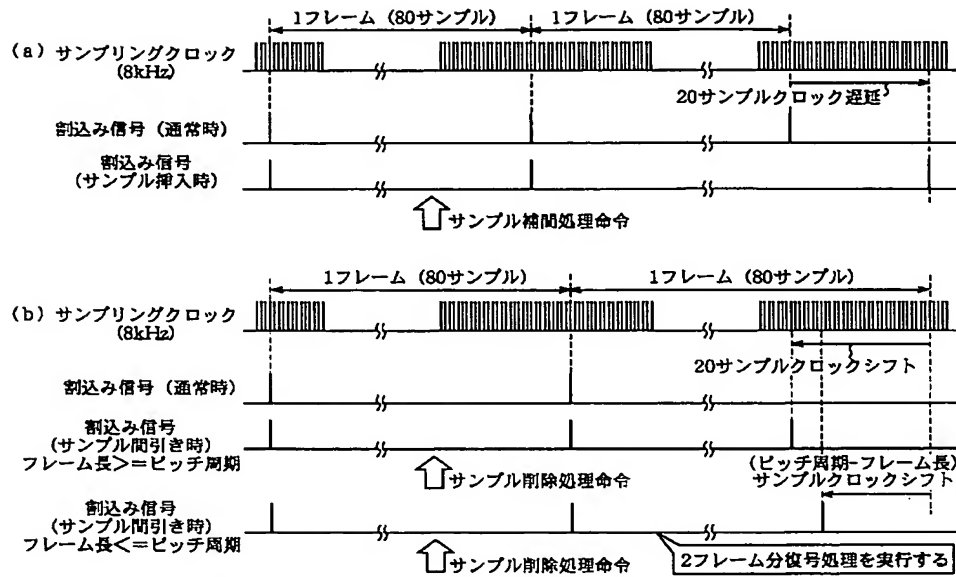 1フレーム (80サンプル) 1フレーム (80サンプル)
(a) サンプリングクロック
(8kHz)
20サンプルクロック遅延
割込み信号 (通常時)
割込み信号
(サンプル挿入時)
サンプル補間処理命令
1フレーム (80サンプル) 1フレーム (80サンプル)
(b) サンプリングクロック
(8kHz)
20サンプルクロックシフト
割込み信号 (通常時)
割込み信号
(サンプル間引き時)
フレーム長>=ピッチ周期
サンプル削除処理命令
(ピッチ周期-フレーム長)
サンプルクロックシフト
割込み信号
(サンプル間引き時)
フレーム長<=ピッチ周期
サンプル削除処理命令
2フレーム分復号処理を実行する